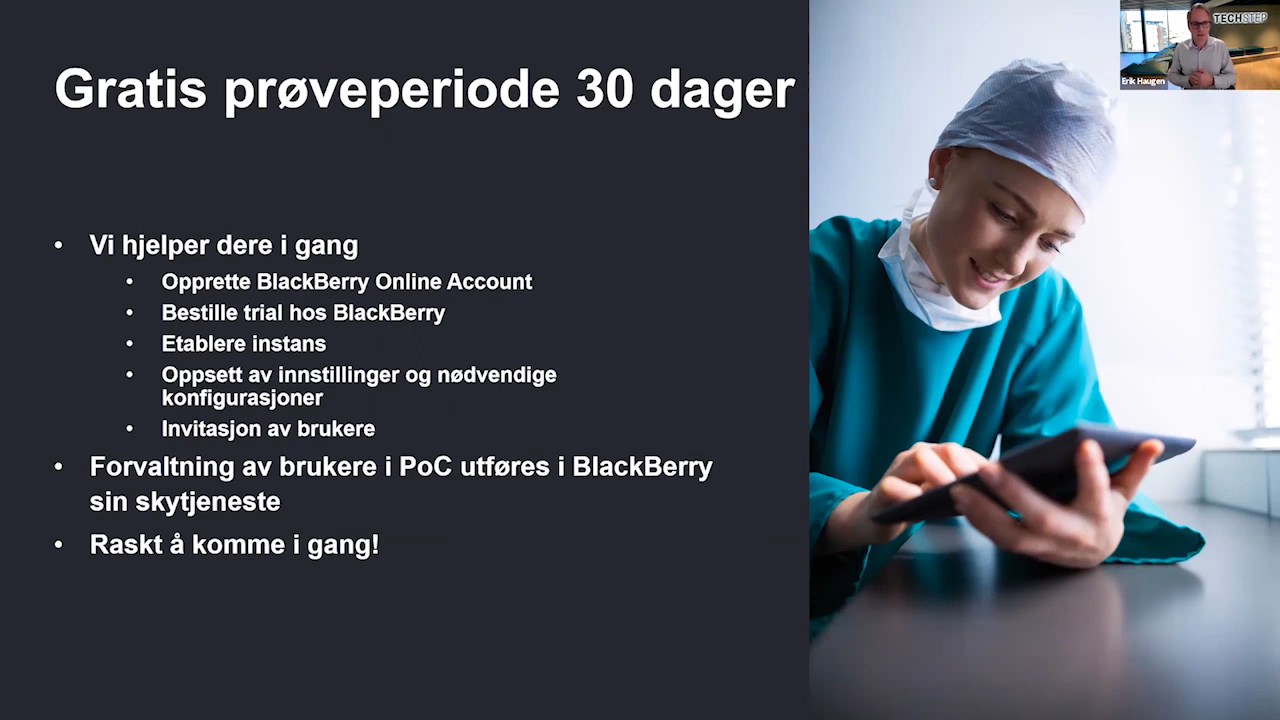 Gratis prøveperiode 30 dager
TECHSTEP
Erik Haugen
• Vi hjelper dere i gang
• Opprette BlackBerry Online Account
• Bestille trial hos BlackBerry
• Etablere instans
• Oppsett av innstillinger og nødvendige
konfigurasjoner
• Invitasjon av brukere
• Forvaltning av brukere i PoC utføres i BlackBerry
sin skytjeneste
• Raskt å komme i gang!